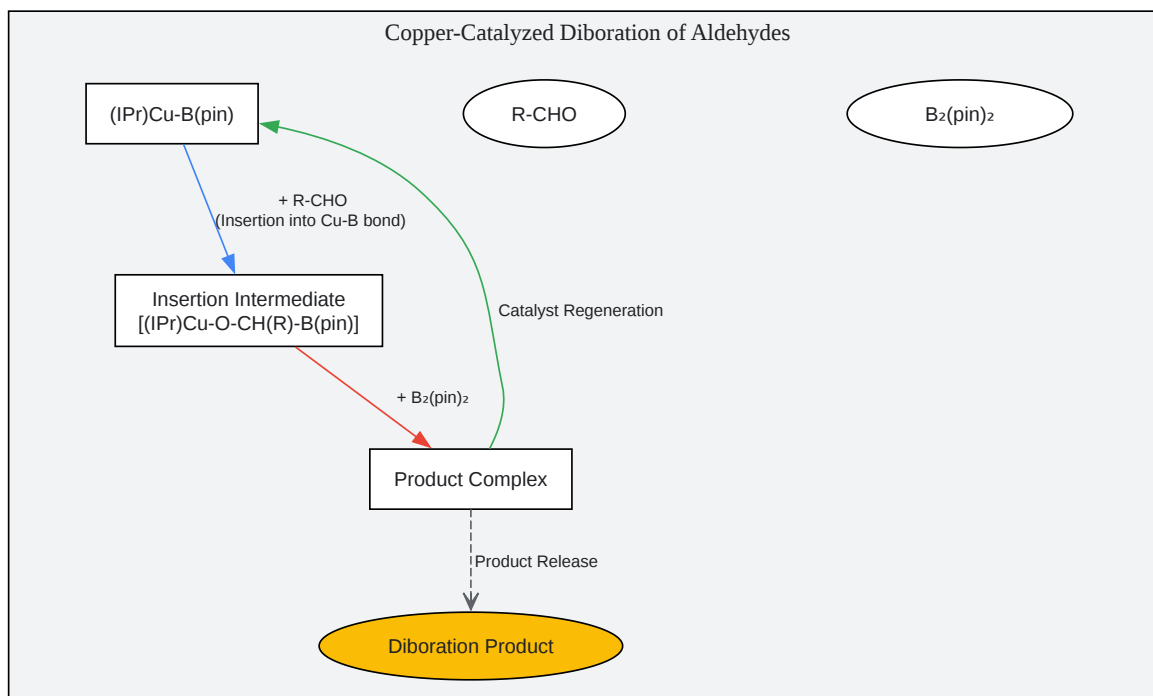 Copper-Catalyzed Diboration of Aldehydes
(IPr)Cu-B(pin)
R-CHO
B₂(pin)₂
+ R-CHO
(Insertion into Cu-B bond)
Insertion Intermediate
[(IPr)Cu-O-CH(R)-B(pin)]
Catalyst Regeneration
+ B₂(pin)₂
Product Complex
Product Release
Diboration Product